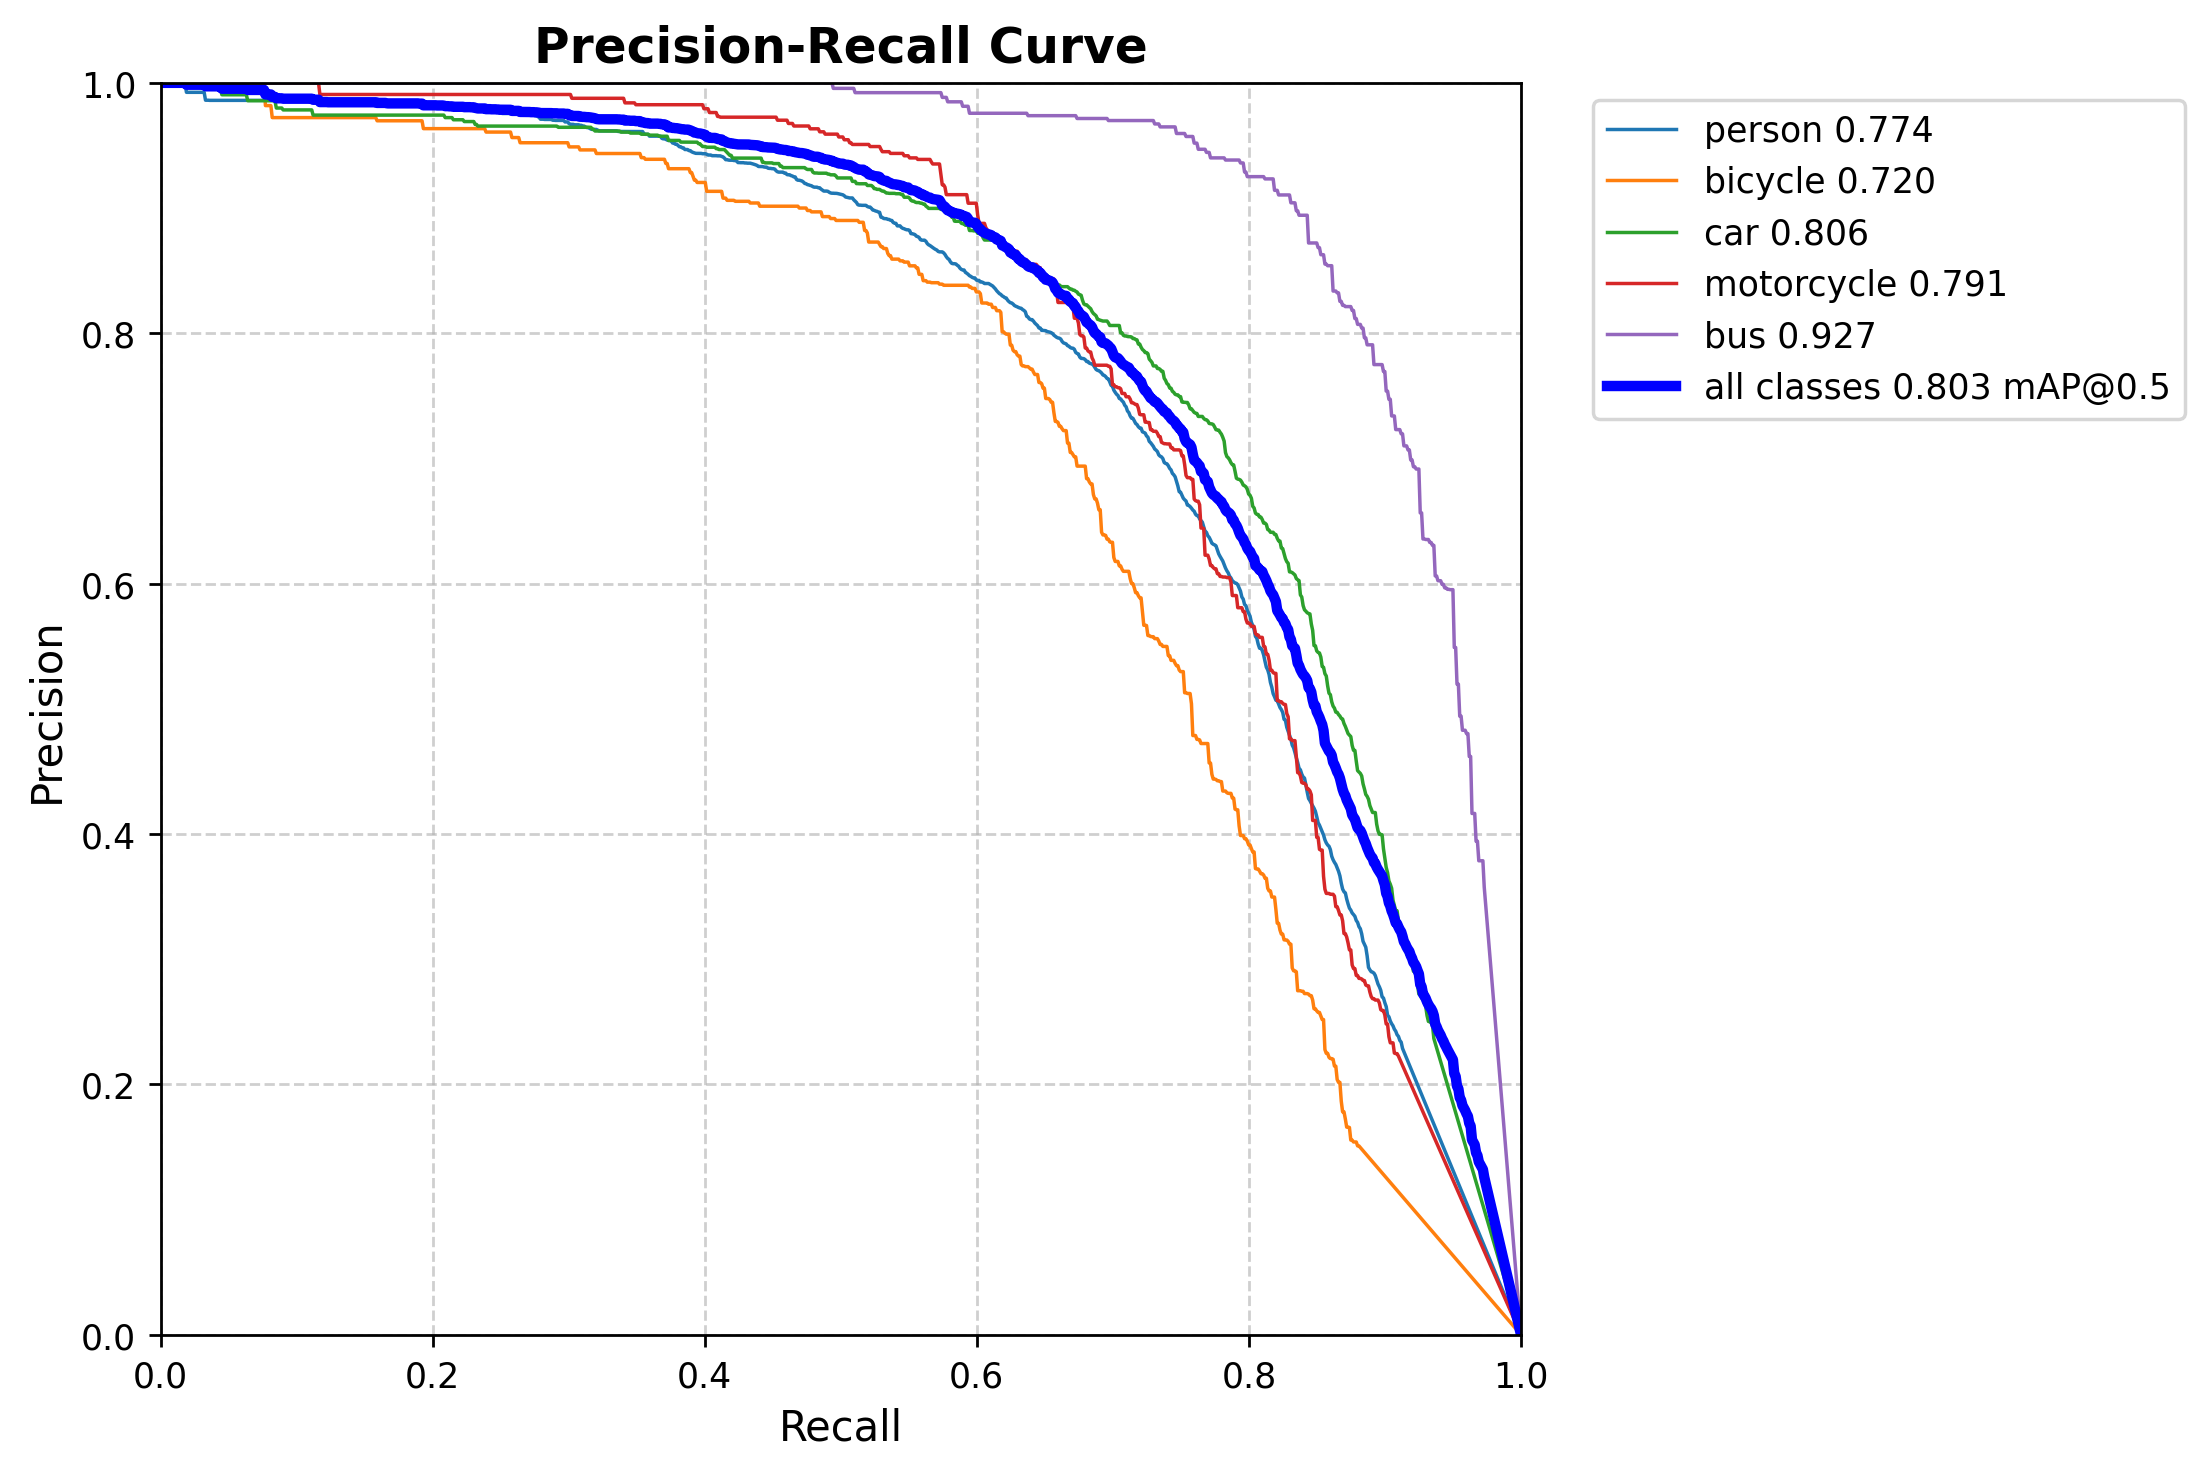 Precision-Recall Curve
1.0
0.8
0.6
0.4
0.2
0.0
Precision
0.0 0.2 0.4 0.6 0.8 1.0
Recall
person 0.774
bicycle 0.720
car 0.806
motorcycle 0.791
bus 0.927
all classes 0.803 mAP@0.5